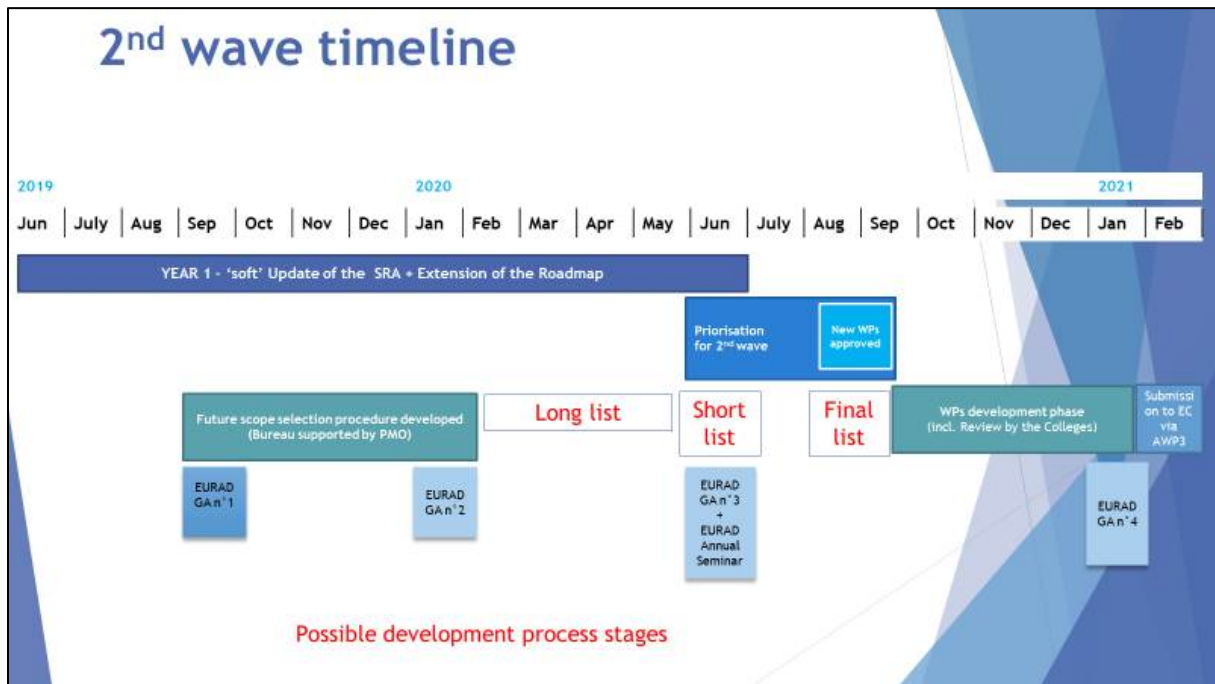 2nd wave timeline
2019 2020 2021
Jun July Aug Sep Oct Nov Dec Jan Feb Mar Apr May Jun July Aug Sep Oct Nov Dec Jan Feb
YEAR 1 - ‘soft’ Update of the SRA + Extension of the Roadmap
Priorisation
for 2nd wave
New WPs
approved
Future scope selection procedure developed
(Bureau supported by PMO)
Long list
Short
list
Final
list
WPs development phase
(incl. Review by the Colleges)
Submissi
on to EC
via
AWP3
EURAD
GA n°1
EURAD
GA n°2
EURAD
GA n°3
+
EURAD
Annual
Seminar
EURAD
GA n°4
Possible development process stages